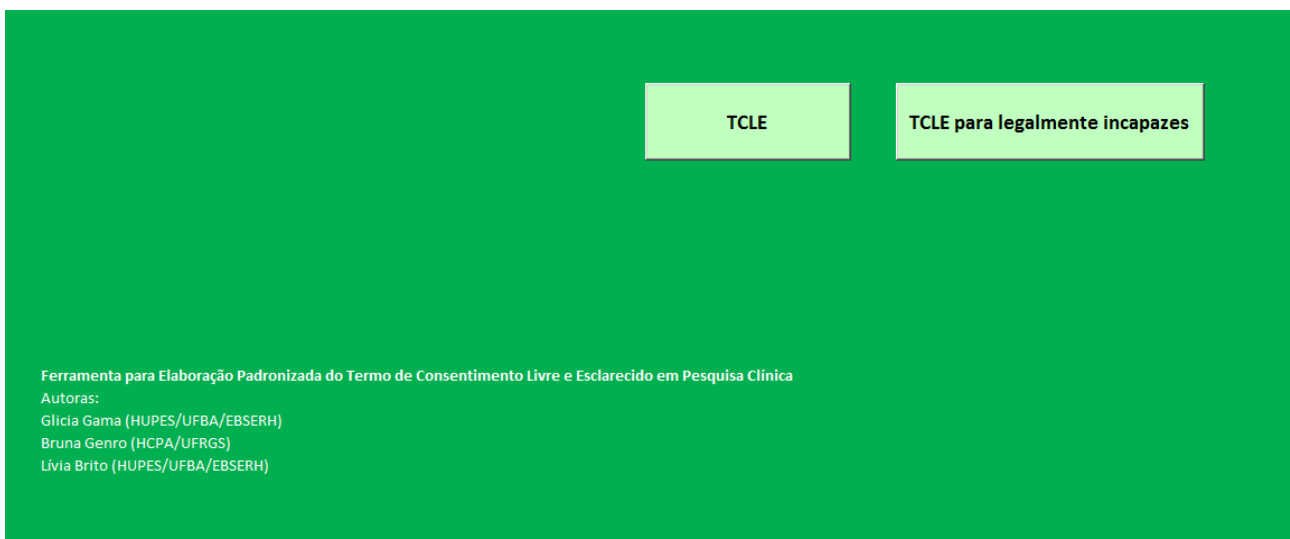 TCLE
TCLE para legalmente incapazes
Ferramenta para Elaboração Padronizada do Termo de Consentimento Livre e Esclarecido em Pesquisa Clínica
Autoras:
Glicia Gama (HUPES/UFBA/EBSERH)
Bruna Genro (HCPA/UFRGS)
Lívia Brito (HUPES/UFBA/EBSERH)